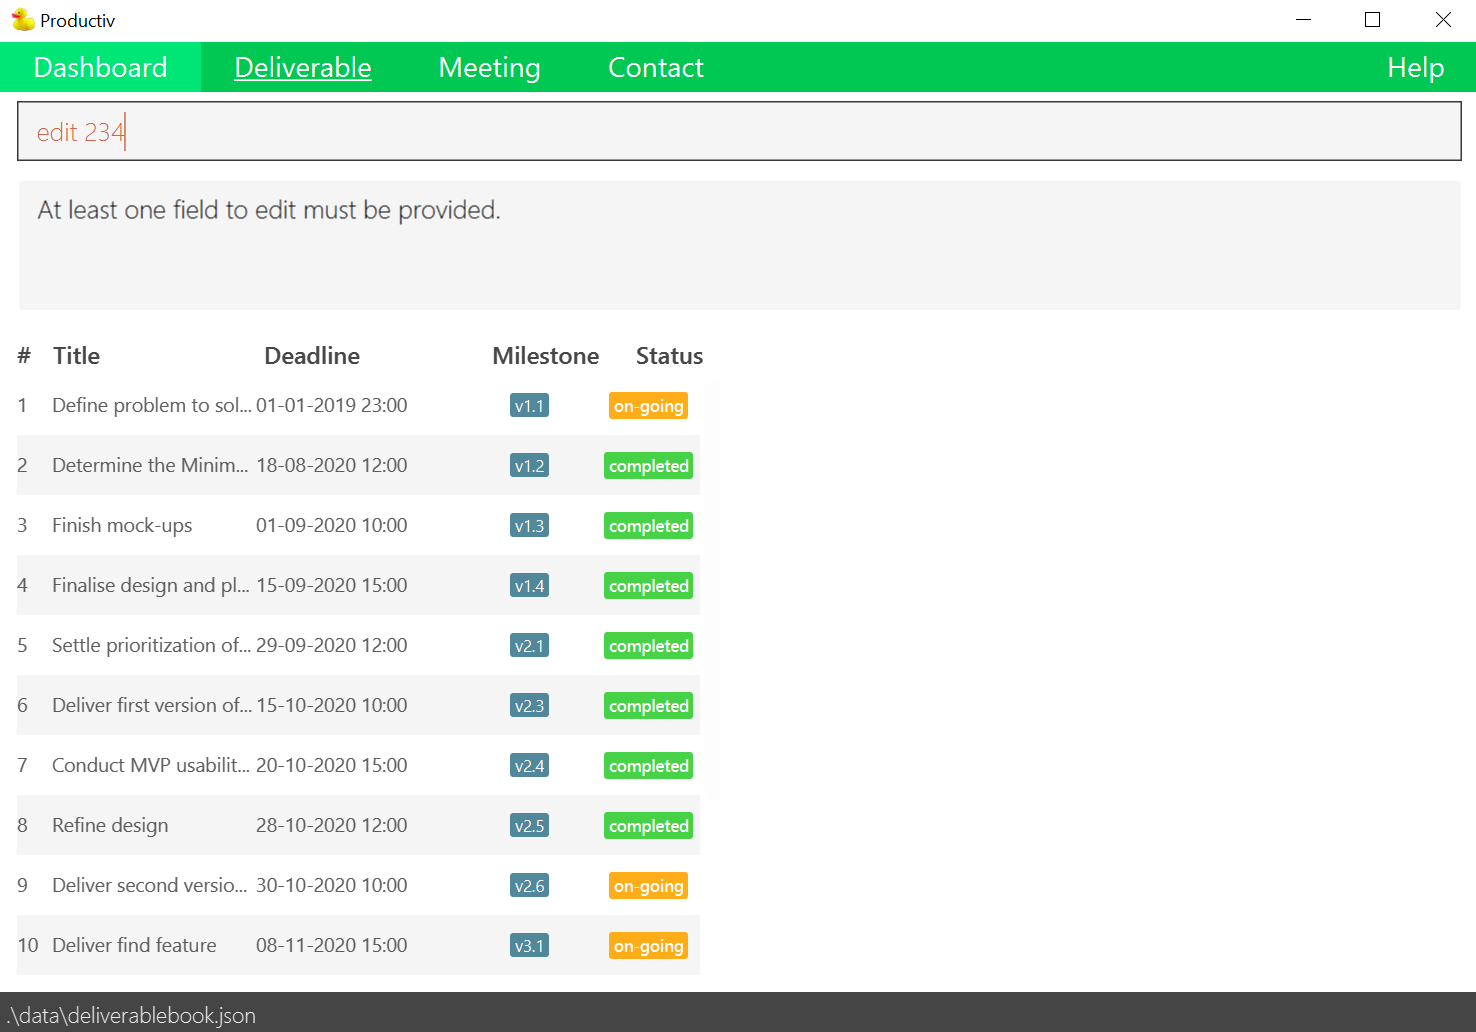 Productiv
Dashboard Deliverable Meeting Contact Help
edit 234
At least one field to edit must be provided.
# Title Deadline Milestone Status
1 Define problem to sol... 01-01-2019 23:00 v1.1 on-going
2 Determine the Minim... 18-08-2020 12:00 v1.2 completed
3 Finish mock-ups 01-09-2020 10:00 v1.3 completed
4 Finalise design and pl... 15-09-2020 15:00 v1.4 completed
5 Settle prioritization of... 29-09-2020 12:00 v2.1 completed
6 Deliver first version of... 15-10-2020 10:00 v2.3 completed
7 Conduct MVP usabilit... 20-10-2020 15:00 v2.4 completed
8 Refine design 28-10-2020 12:00 v2.5 completed
9 Deliver second versio... 30-10-2020 10:00 v2.6 on-going
10 Deliver find feature 08-11-2020 15:00 v3.1 on-going
.\data\deliverablebook.json